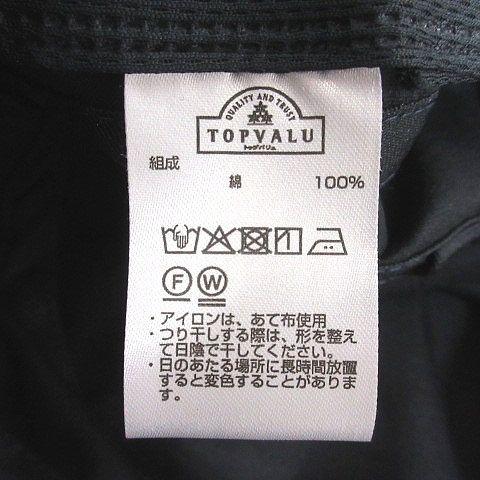 QUALITY AND TRUST
TOPVALU
トップバリュ
組成
綿 100%
F W
・アイロンは、あて布使用
・つり干しする際は、形を整え
て日陰で干してください。
・日のあたる場所に長時間放置
すると変色することがありま
す。